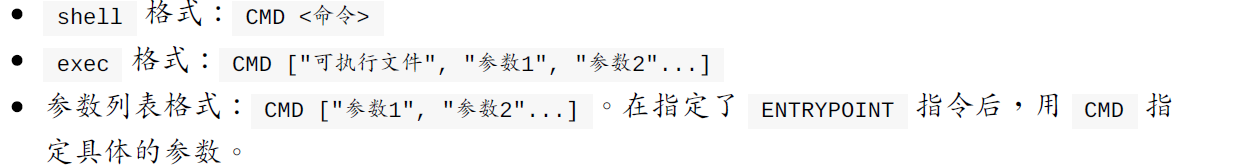 • shell 格式：CMD <命令>
• exec 格式：CMD ["可执行文件", "参数1", "参数2"...]
• 参数列表格式：CMD ["参数1", "参数2"...]。在指定了 ENTRYPOINT 指令后，用 CMD 指
定具体的参数。